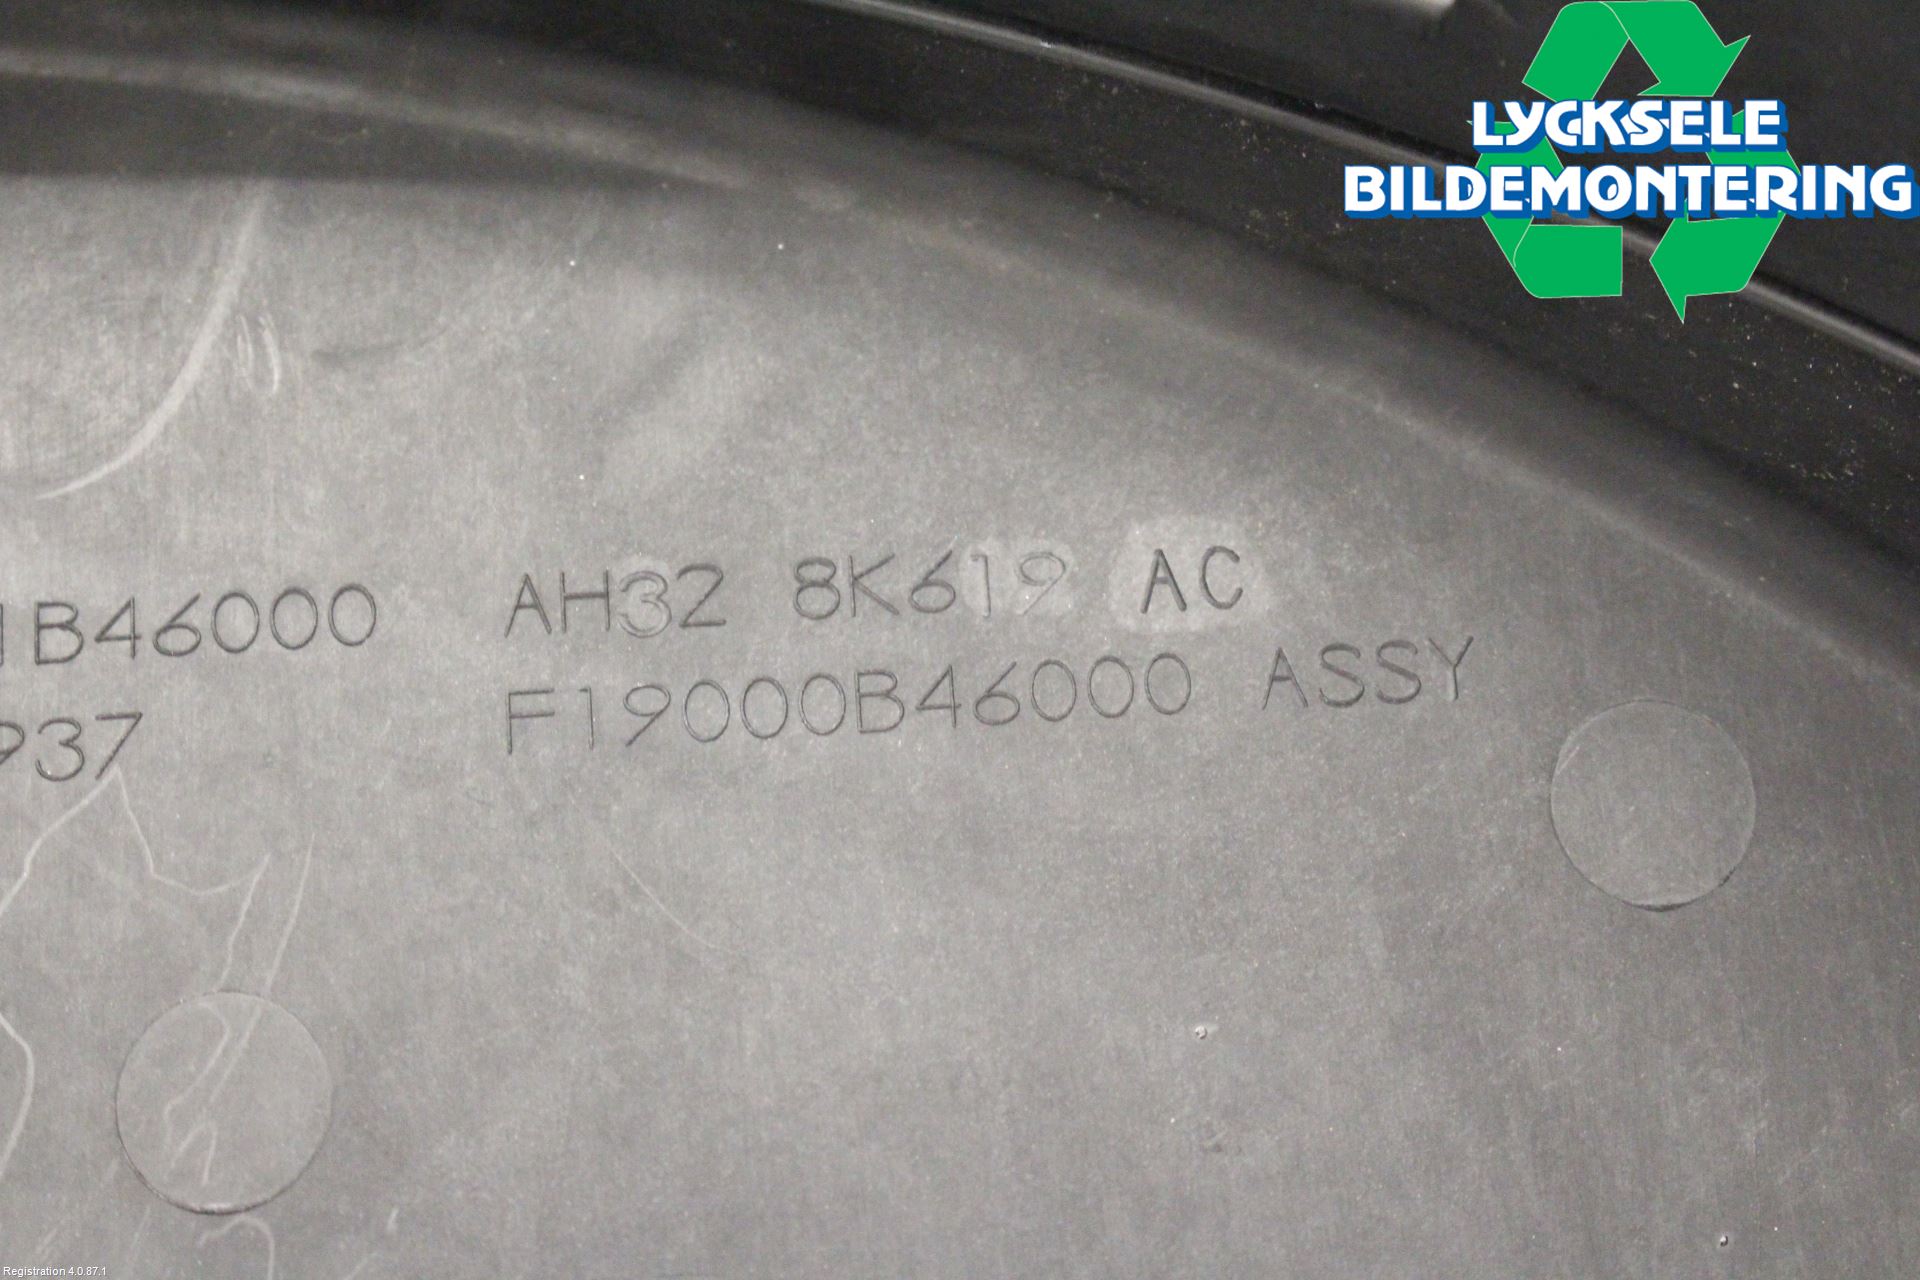 LYCKSELE
BILDEMONTERING
1B46000
937
AH32 8K619 AC
F19000B46000 ASSY
Registration 4.0.87.1